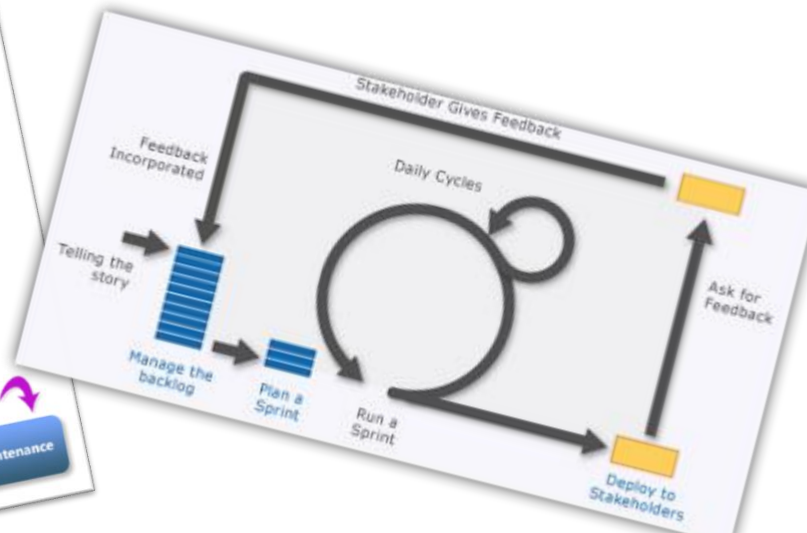 Stakeholder Gives Feedback
Feedback
Incorporated
Daily Cycles
Telling the
story
Ask for
Feedback
Manage the
backlog
Plan a
Sprint
Run a
Sprint
Deploy to
Stakeholders